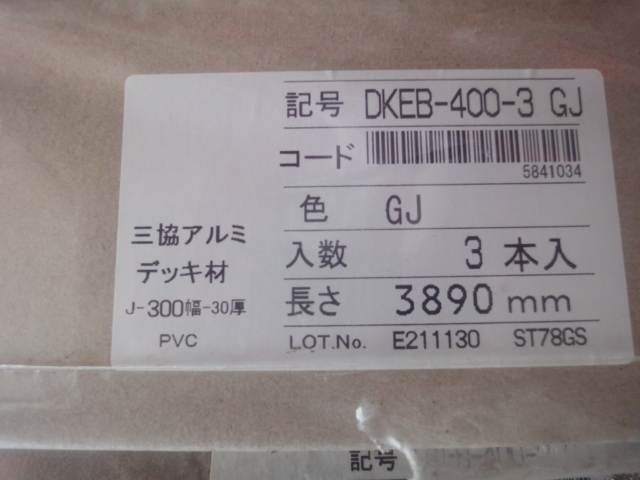 記号 DKEB-400-3 GJ
コード
5841034
色 GJ
入数 3 本入
長さ 3890 mm
LOT.No. E211130 ST78GS
三協アルミ
デッキ材
J-300幅-30厚
PVC
記号